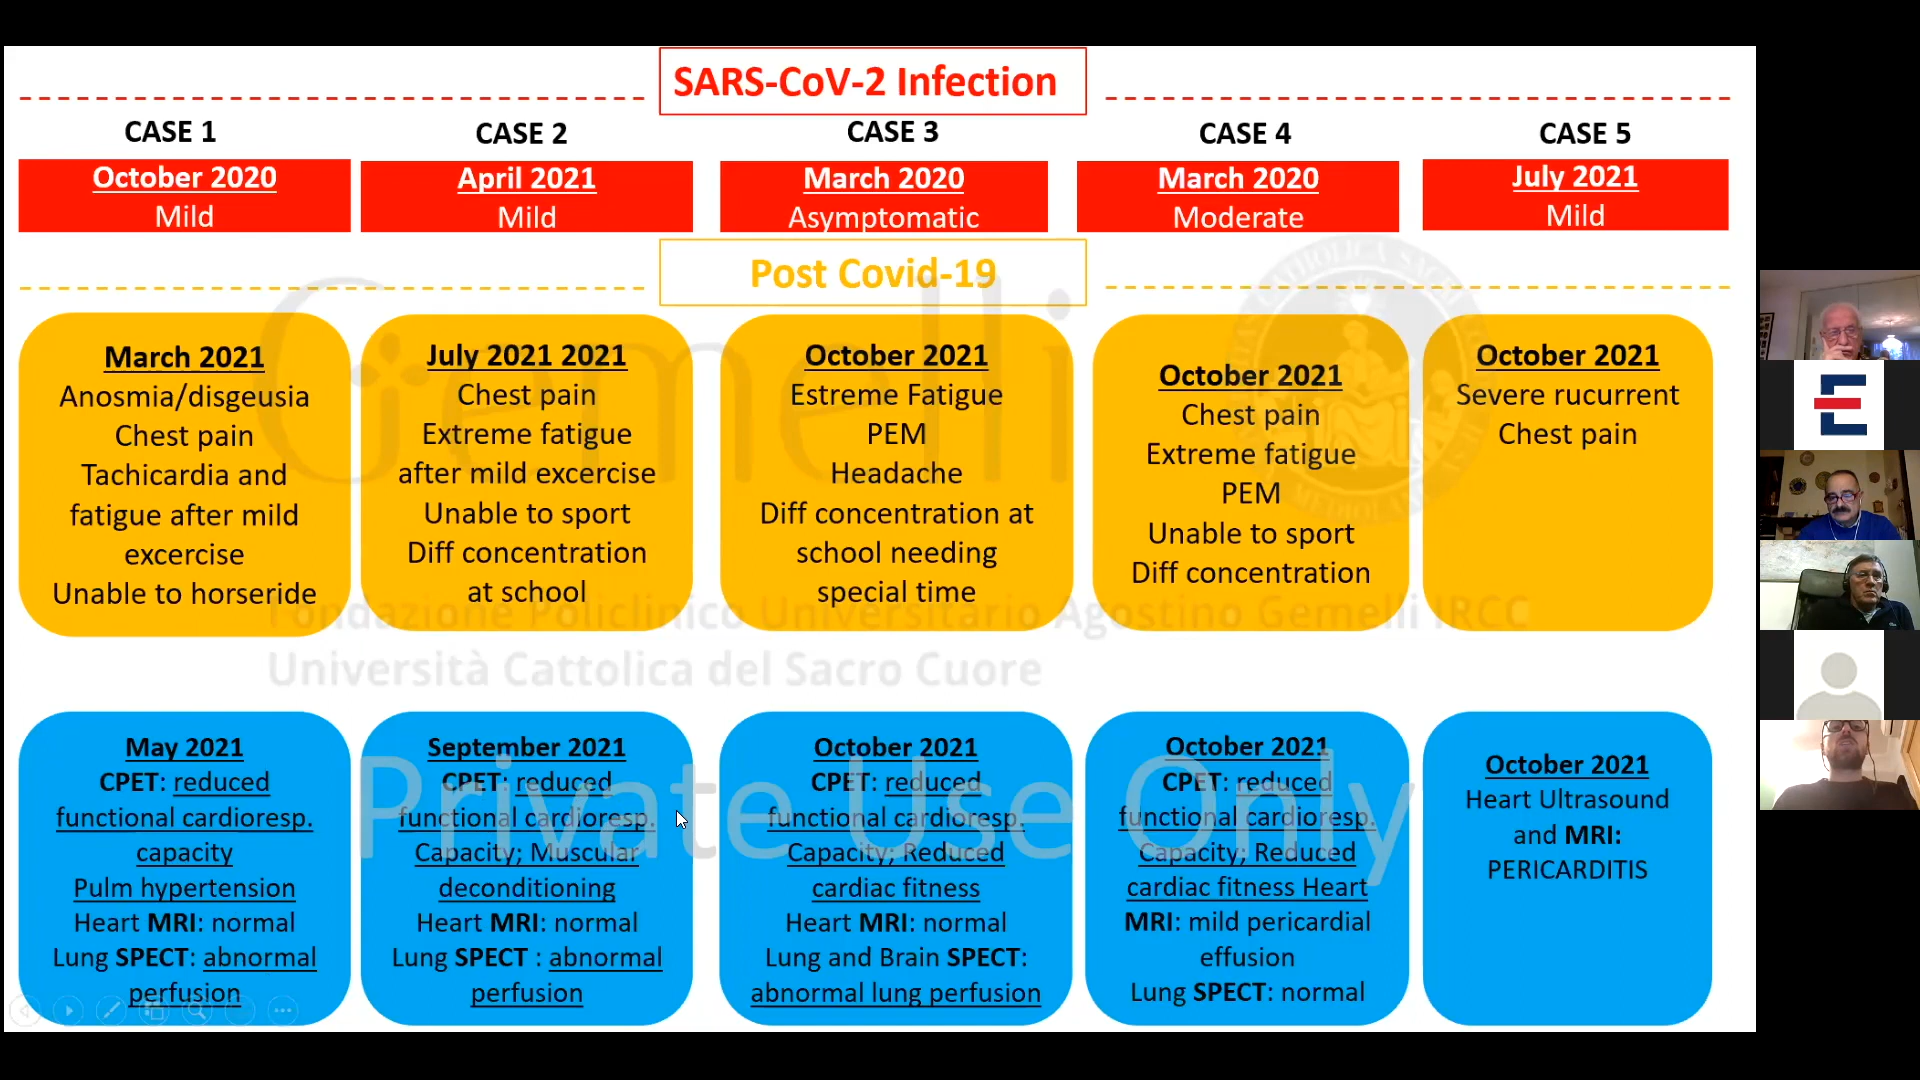 SARS-CoV-2 Infection
CASE 1
October 2020
Mild
CASE 2
April 2021
Mild
CASE 3
March 2020
Asymptomatic
CASE 4
March 2020
Moderate
CASE 5
July 2021
Mild
Post Covid-19
March 2021
Anosmia/disgeusia
Chest pain
Tachicardia and
fatigue after mild
excercise
Unable to horseride
July 2021 2021
Chest pain
Extreme fatigue
after mild excercise
Unable to sport
Diff concentration
at school
October 2021
Estreme Fatigue
PEM
Headache
Diff concentration at
school needing
special time
October 2021
Chest pain
Extreme fatigue
PEM
Unable to sport
Diff concentration
October 2021
Severe rucurrent
Chest pain
Gemelli
Fondazione Policlinico Universitario Agostino Gemelli IRCC
Università Cattolica del Sacro Cuore
May 2021
CPET: reduced
functional cardioresp.
capacity
Pulm hypertension
Heart MRI: normal
Lung SPECT: abnormal
perfusion
September 2021
CPET: reduced
functional cardioresp.
Capacity; Muscular
deconditioning
Heart MRI: normal
Lung SPECT : abnormal
perfusion
October 2021
CPET: reduced
functional cardioresp.
Capacity; Reduced
cardiac fitness
Heart MRI: normal
Lung and Brain SPECT:
abnormal lung perfusion
October 2021
CPET: reduced
functional cardioresp.
Capacity; Reduced
cardiac fitness Heart
MRI: mild pericardial
effusion
Lung SPECT: normal
October 2021
Heart Ultrasound
and MRI:
PERICARDITIS
Private Use Only
E